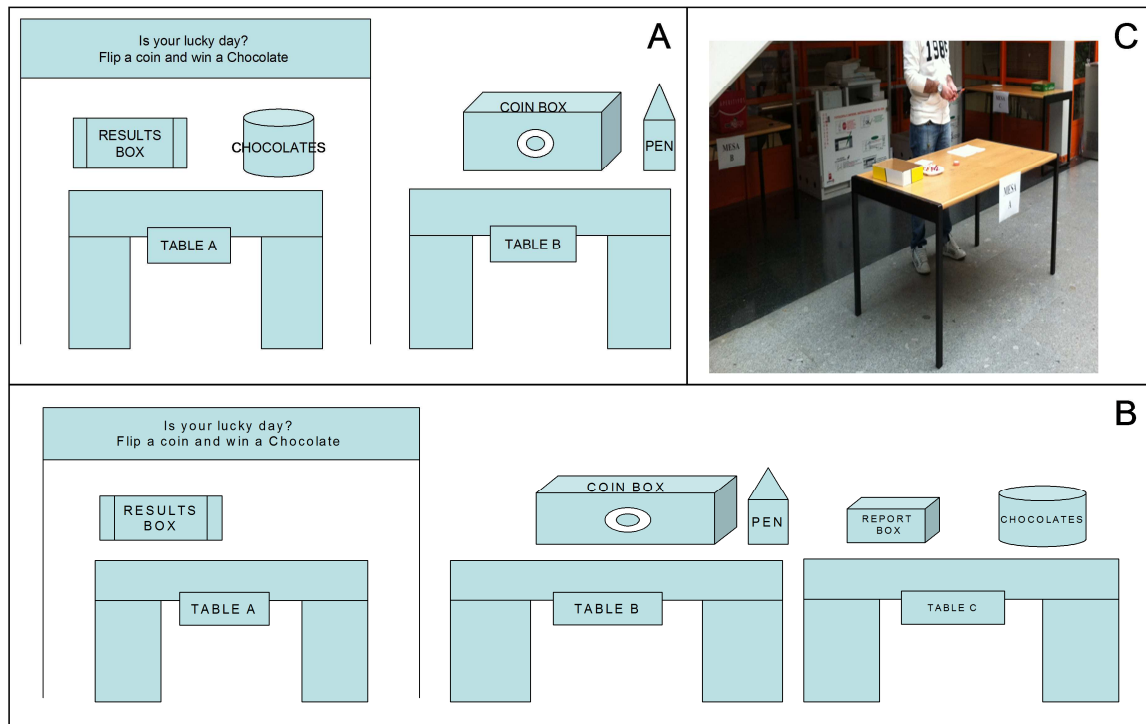 A
Is your lucky day?
Flip a coin and win a Chocolate
RESULTS
BOX
CHOCOLATES
COIN BOX
PEN
TABLE A
TABLE B
C
1985
MESA
B
MESA
C
MESA
A
B
Is your lucky day?
Flip a coin and win a Chocolate
RESULTS
BOX
COIN BOX
PEN
REPORT
BOX
CHOCOLATES
TABLE A
TABLE B
TABLE C